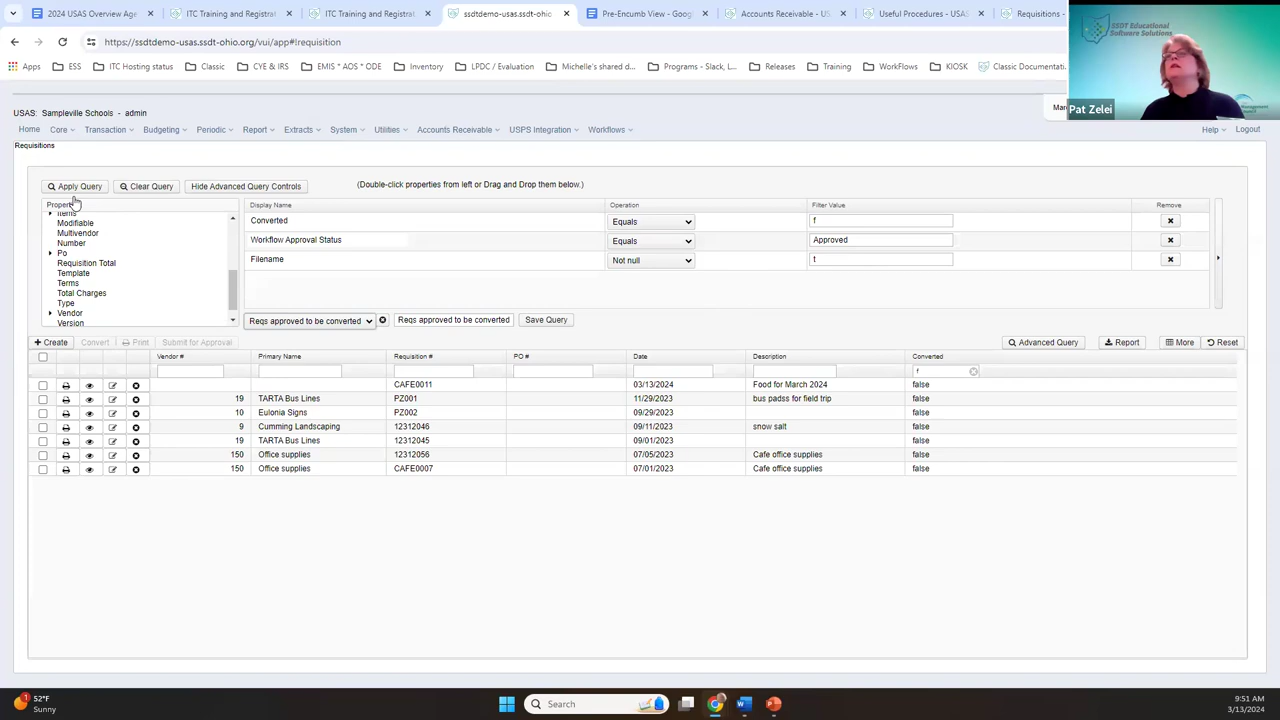 2024 USAS Overview Age
ITC Training and Registrat
ITC Training and Registrat
ssdtdemo-usas.ssdt-ohio
Pre-Encumb View - Goog
Accounts Receivable - US
Useful Procedures - USAS
Requisitions -
https://ssdtdemo-usas.ssdt-ohio.org/vui/app#!requisition
Apps
ESS
ITC Hosting status
Classic
CYE & IRS
EMIS * AOS * ODE
Inventory
LPDC / Evaluation
Michelle's shared d...
Programs - Slack, L...
Releases
Training
WorkFlows
KIOSK
Classic Documentati...
SSDT Educational
Software Solutions
Pat Zelei
USAS: Sampleville Schools - admin
Home Core Transaction Budgeting Periodic Report Extracts System Utilities Accounts Receivable USPS Integration Workflows Help Logout
Requisitions
Apply Query Clear Query Hide Advanced Query Controls (Double-click properties from left or Drag and Drop them below.)
Display Name Operation Filter Value Remove
Items
Modifiable
Multivendor
Number
Po
Requisition Total
Template
Terms
Total Charges
Type
Vendor
Version
Converted Equals f
Workflow Approval Status Equals Approved
Filename Not null t
Reqs approved to be converted Reqs approved to be converted Save Query
Create Convert Print Submit for Approval Advanced Query Report More Reset
Vendor # Primary Name Requisition # PO # Date Description Converted
f
CAFE0011 03/13/2024 Food for March 2024 false
19 TARTA Bus Lines PZ001 11/29/2023 bus padss for field trip false
10 Eulonia Signs PZ002 09/29/2023 false
9 Cumming Landscaping 12312046 09/11/2023 snow salt false
19 TARTA Bus Lines 12312045 09/01/2023 false
150 Office supplies 12312056 07/05/2023 Cafe office supplies false
150 Office supplies CAFE0007 07/01/2023 Cafe office supplies false
52°F
Sunny
Search
9:51 AM
3/13/2024